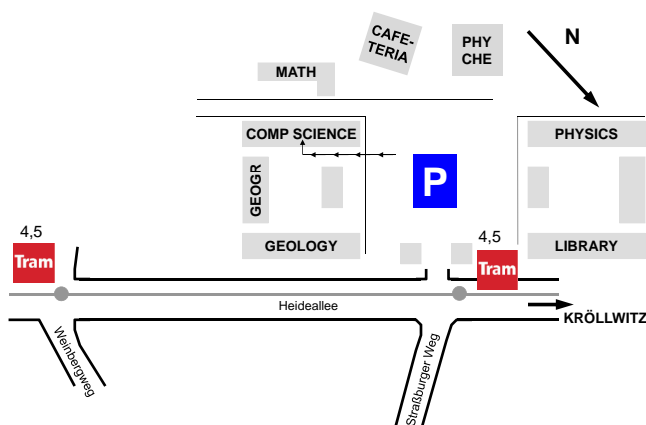 CAFE-
TERIA
PHY
CHE
N
MATH
COMP SCIENCE
PHYSICS
GEOGR
P
4,5
Tram
GEOLOGY
4,5
Tram
LIBRARY
Heideallee
KRÖLLWITZ
Weinbergweg
Straßburger Weg